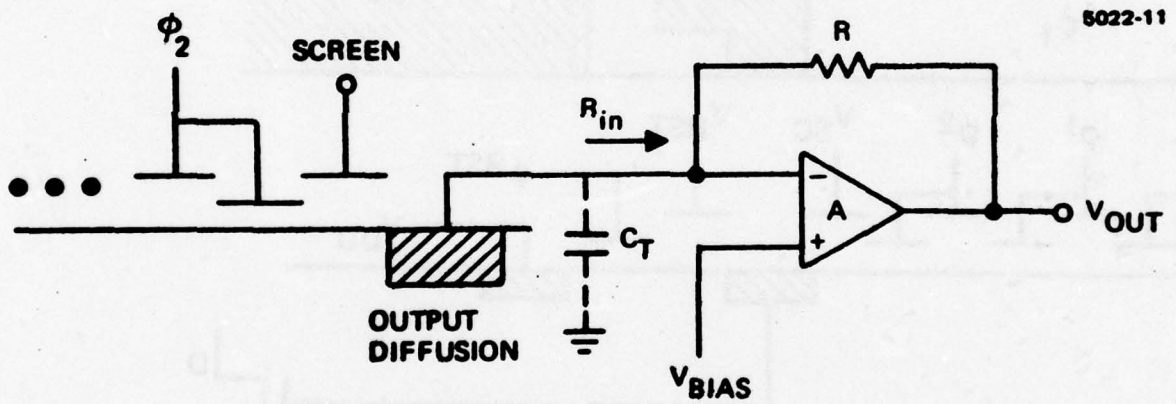 5022-11
ϕ2
SCREEN
R
Rin
−
A
+
CT
VOUT
OUTPUT
DIFFUSION
VBIAS